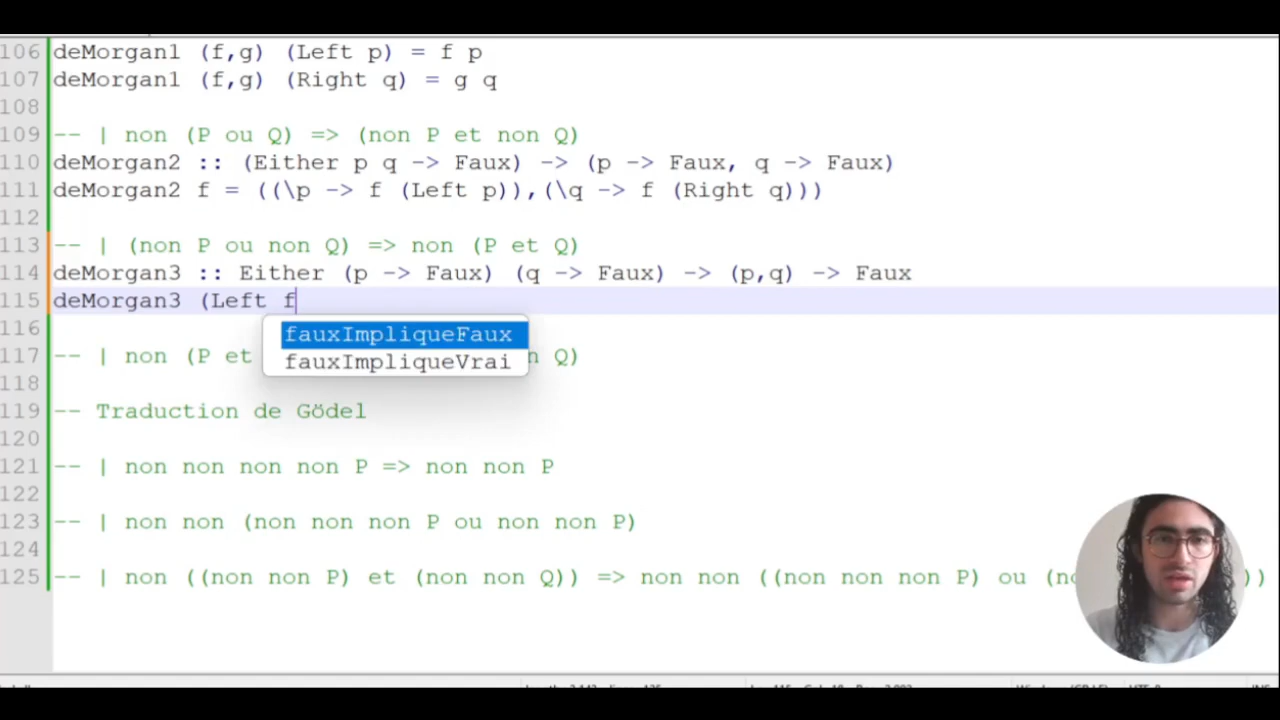 106 deMorgan1 (f,g) (Left p) = f p
107 deMorgan1 (f,g) (Right q) = g q
108
109 -- | non (P ou Q) => (non P et non Q)
110 deMorgan2 :: (Either p q -> Faux) -> (p -> Faux, q -> Faux)
111 deMorgan2 f = ((\p -> f (Left p)),(\q -> f (Right q)))
112
113 -- | (non P ou non Q) => non (P et Q)
114 deMorgan3 :: Either (p -> Faux) (q -> Faux) -> (p,q) -> Faux
115 deMorgan3 (Left f
116 fauxImpliqueFaux
117 -- | non (P et Q)
fauxImpliqueVrai
118
119 -- Traduction de Gödel
120
121 -- | non non non non P => non non P
122
123 -- | non non (non non non P ou non non P)
124
125 -- | non ((non non P) et (non non Q)) => non non ((non non non P) ou ))